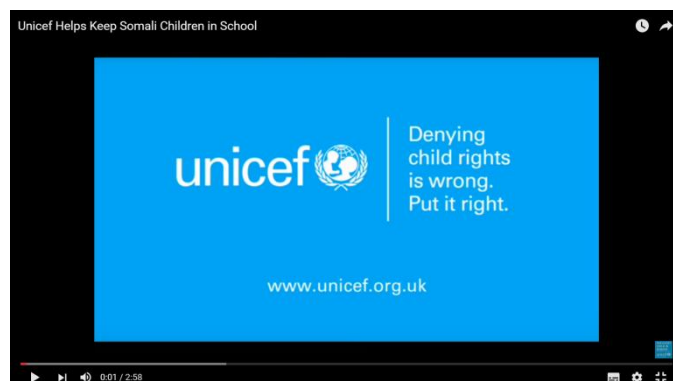 Unicef Helps Keep Somali Children in School
unicef
Denying
child rights
is wrong.
Put it right.
www.unicef.org.uk
0:01 / 2:58